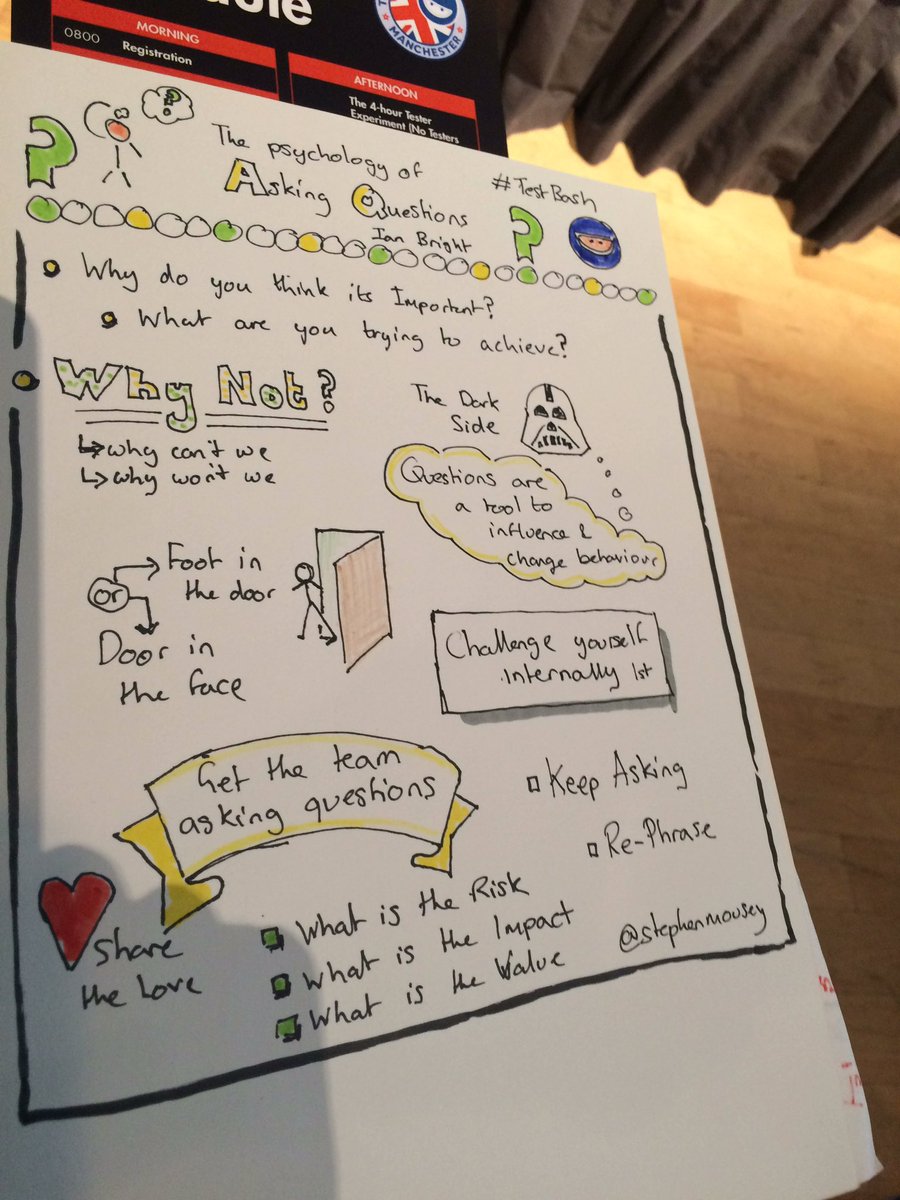 MORNING
0800 Registration
MANCHESTER
AFTERNOON
The 4-hour Tester
Experiment (No Testers
The psychology of
Asking Questions
Ian Bright
#TestBash
Why do you think its Important?
What are you trying to achieve?
Why Not?
why can't we
why won't we
The Dark
Side
Questions are
a tool to
influence &
change behaviour
or
Foot in
the door
Door in
the face
Challenge yourself
internally 1st
Get the team
asking questions
Keep Asking
Re-Phrase
Share
the Love
What is the Risk
What is the Impact
What is the Value
@stephenmousey